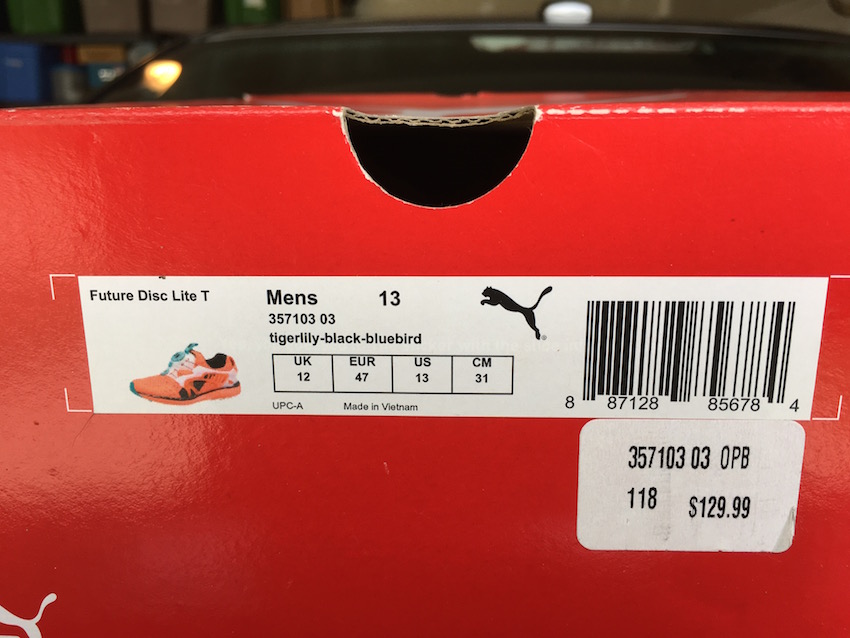 Future Disc Lite T
Mens 13
357103 03
tigerlily-black-bluebird
UK EUR US CM
12 47 13 31
UPC-A Made in Vietnam
8 87128 85678 4
357103 03 OPB
118 $129.99